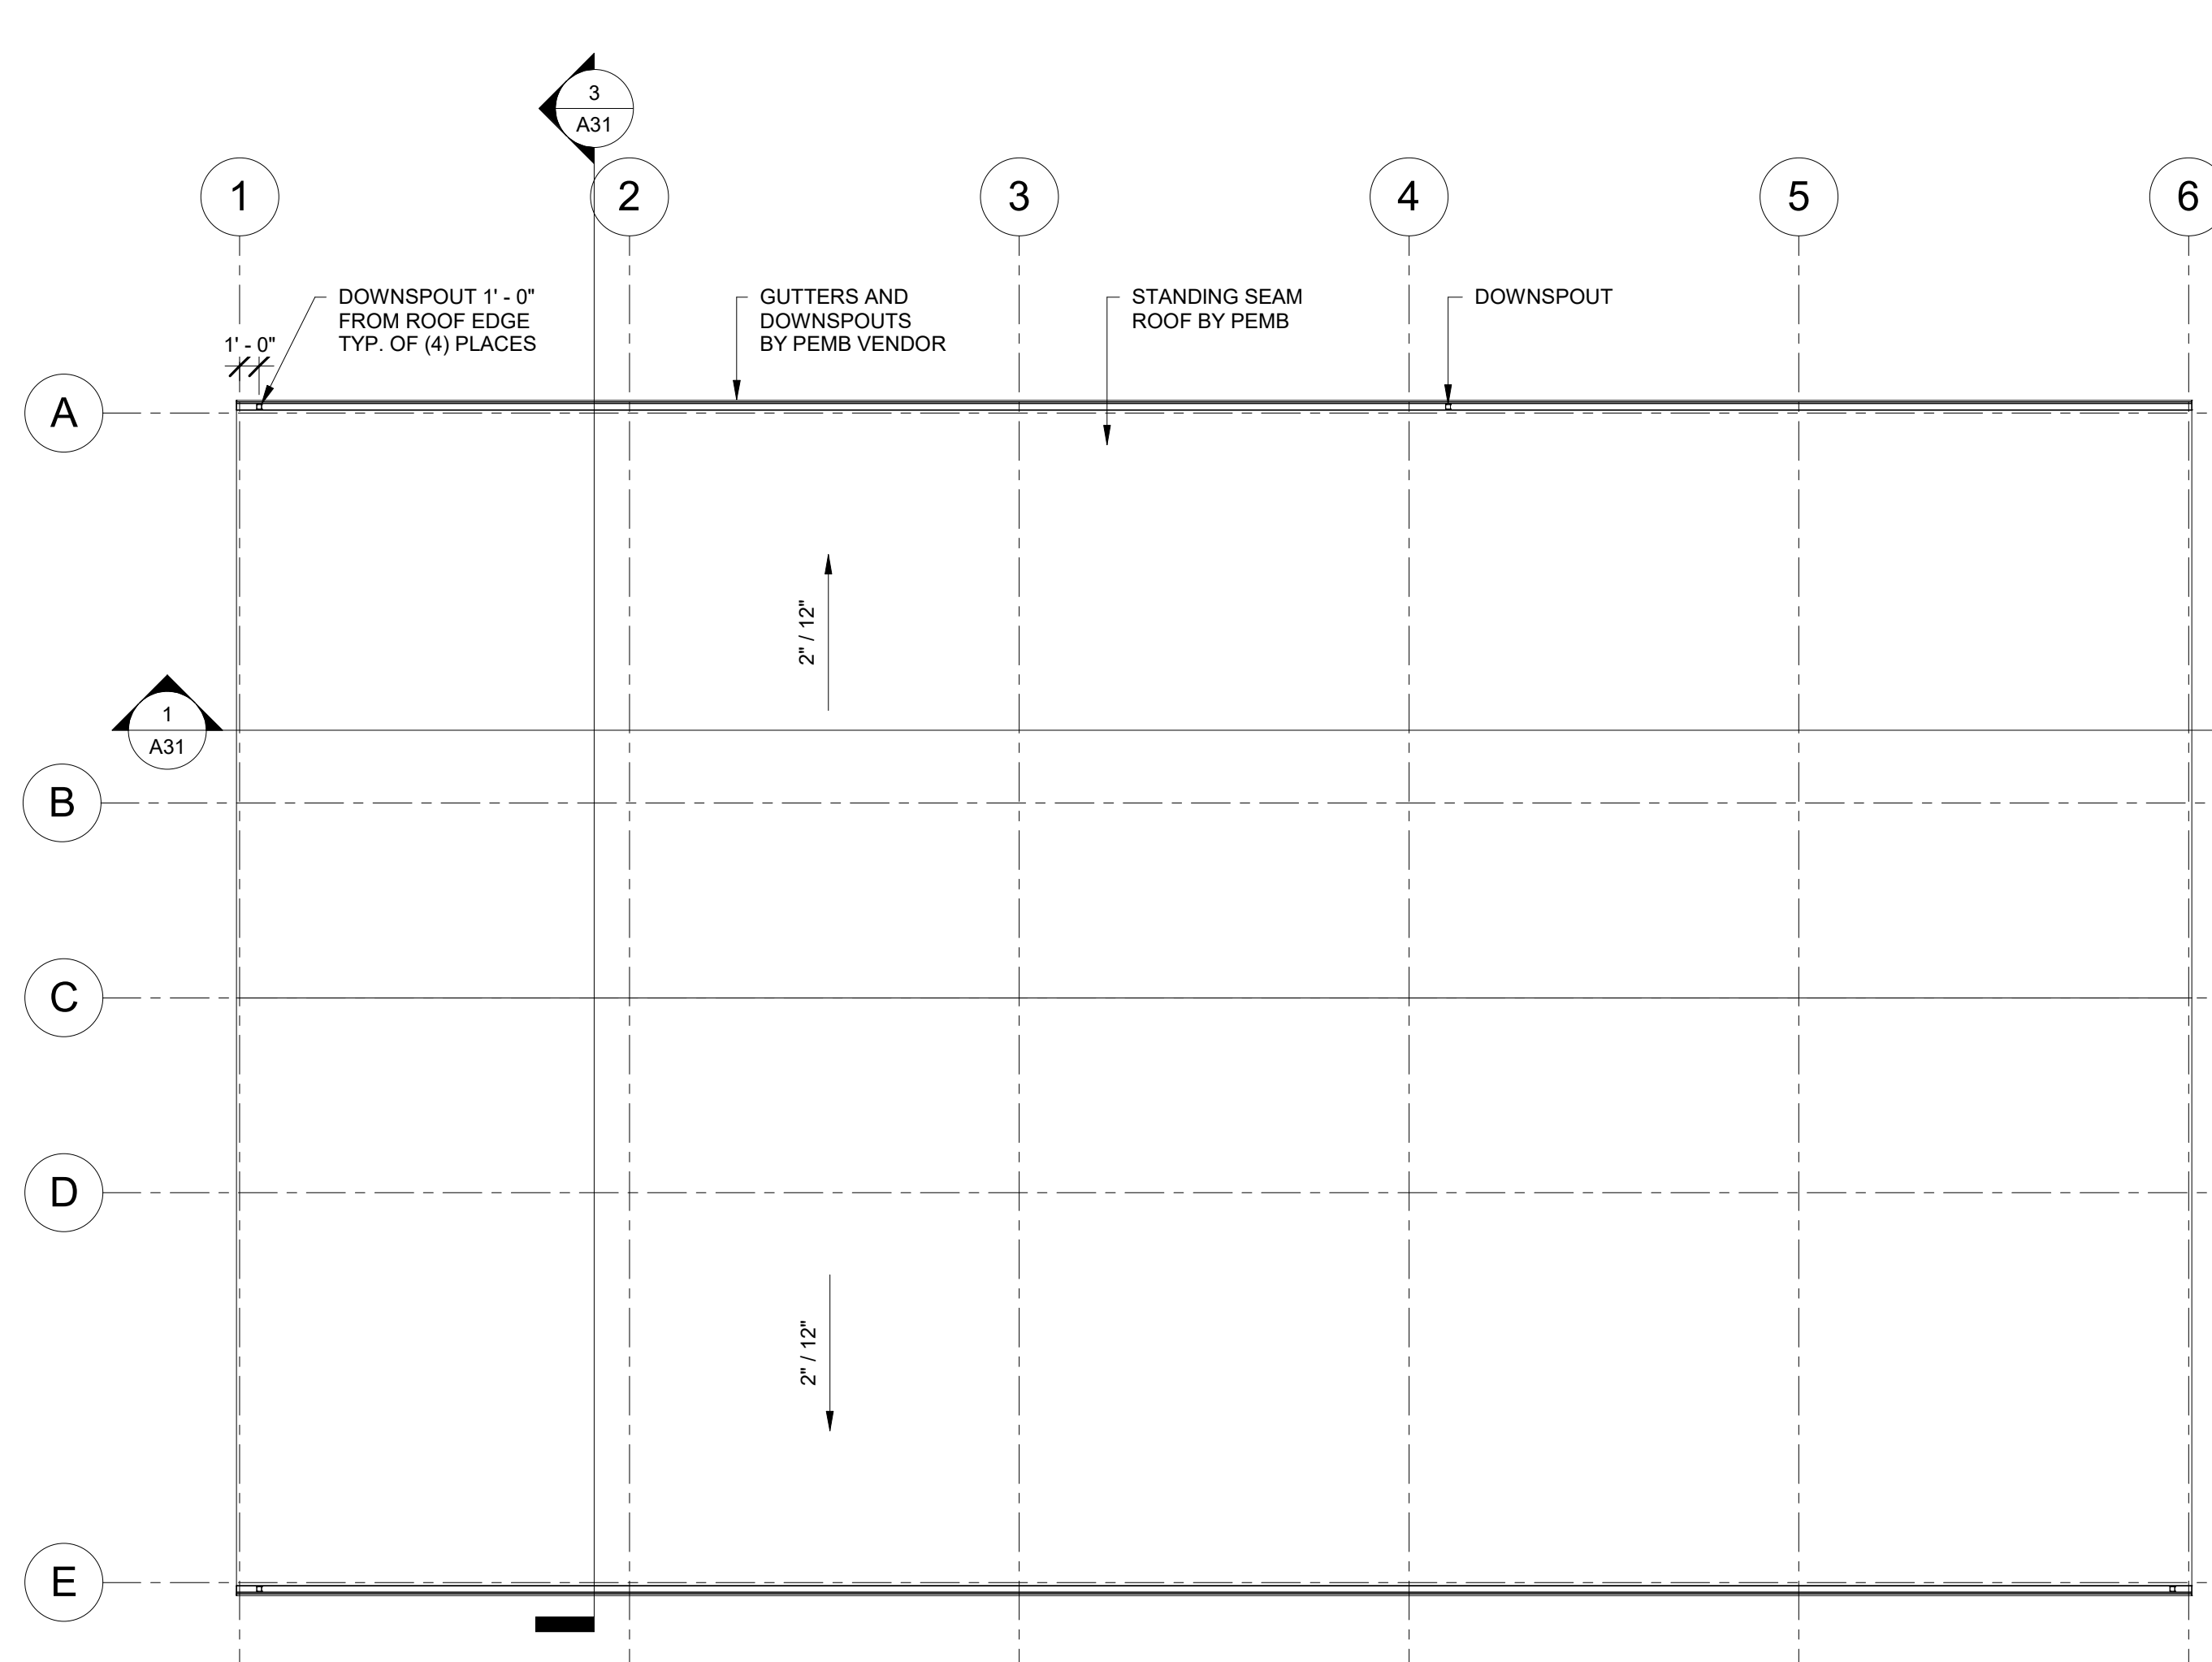 3
A31
1
2
3
4
5
6
DOWNSPOUT 1' - 0"
FROM ROOF EDGE
TYP. OF (4) PLACES
GUTTERS AND
DOWNSPOUTS
BY PEMB VENDOR
STANDING SEAM
ROOF BY PEMB
DOWNSPOUT
1' - 0"
A
2" / 12"
1
A31
B
C
D
2" / 12"
E